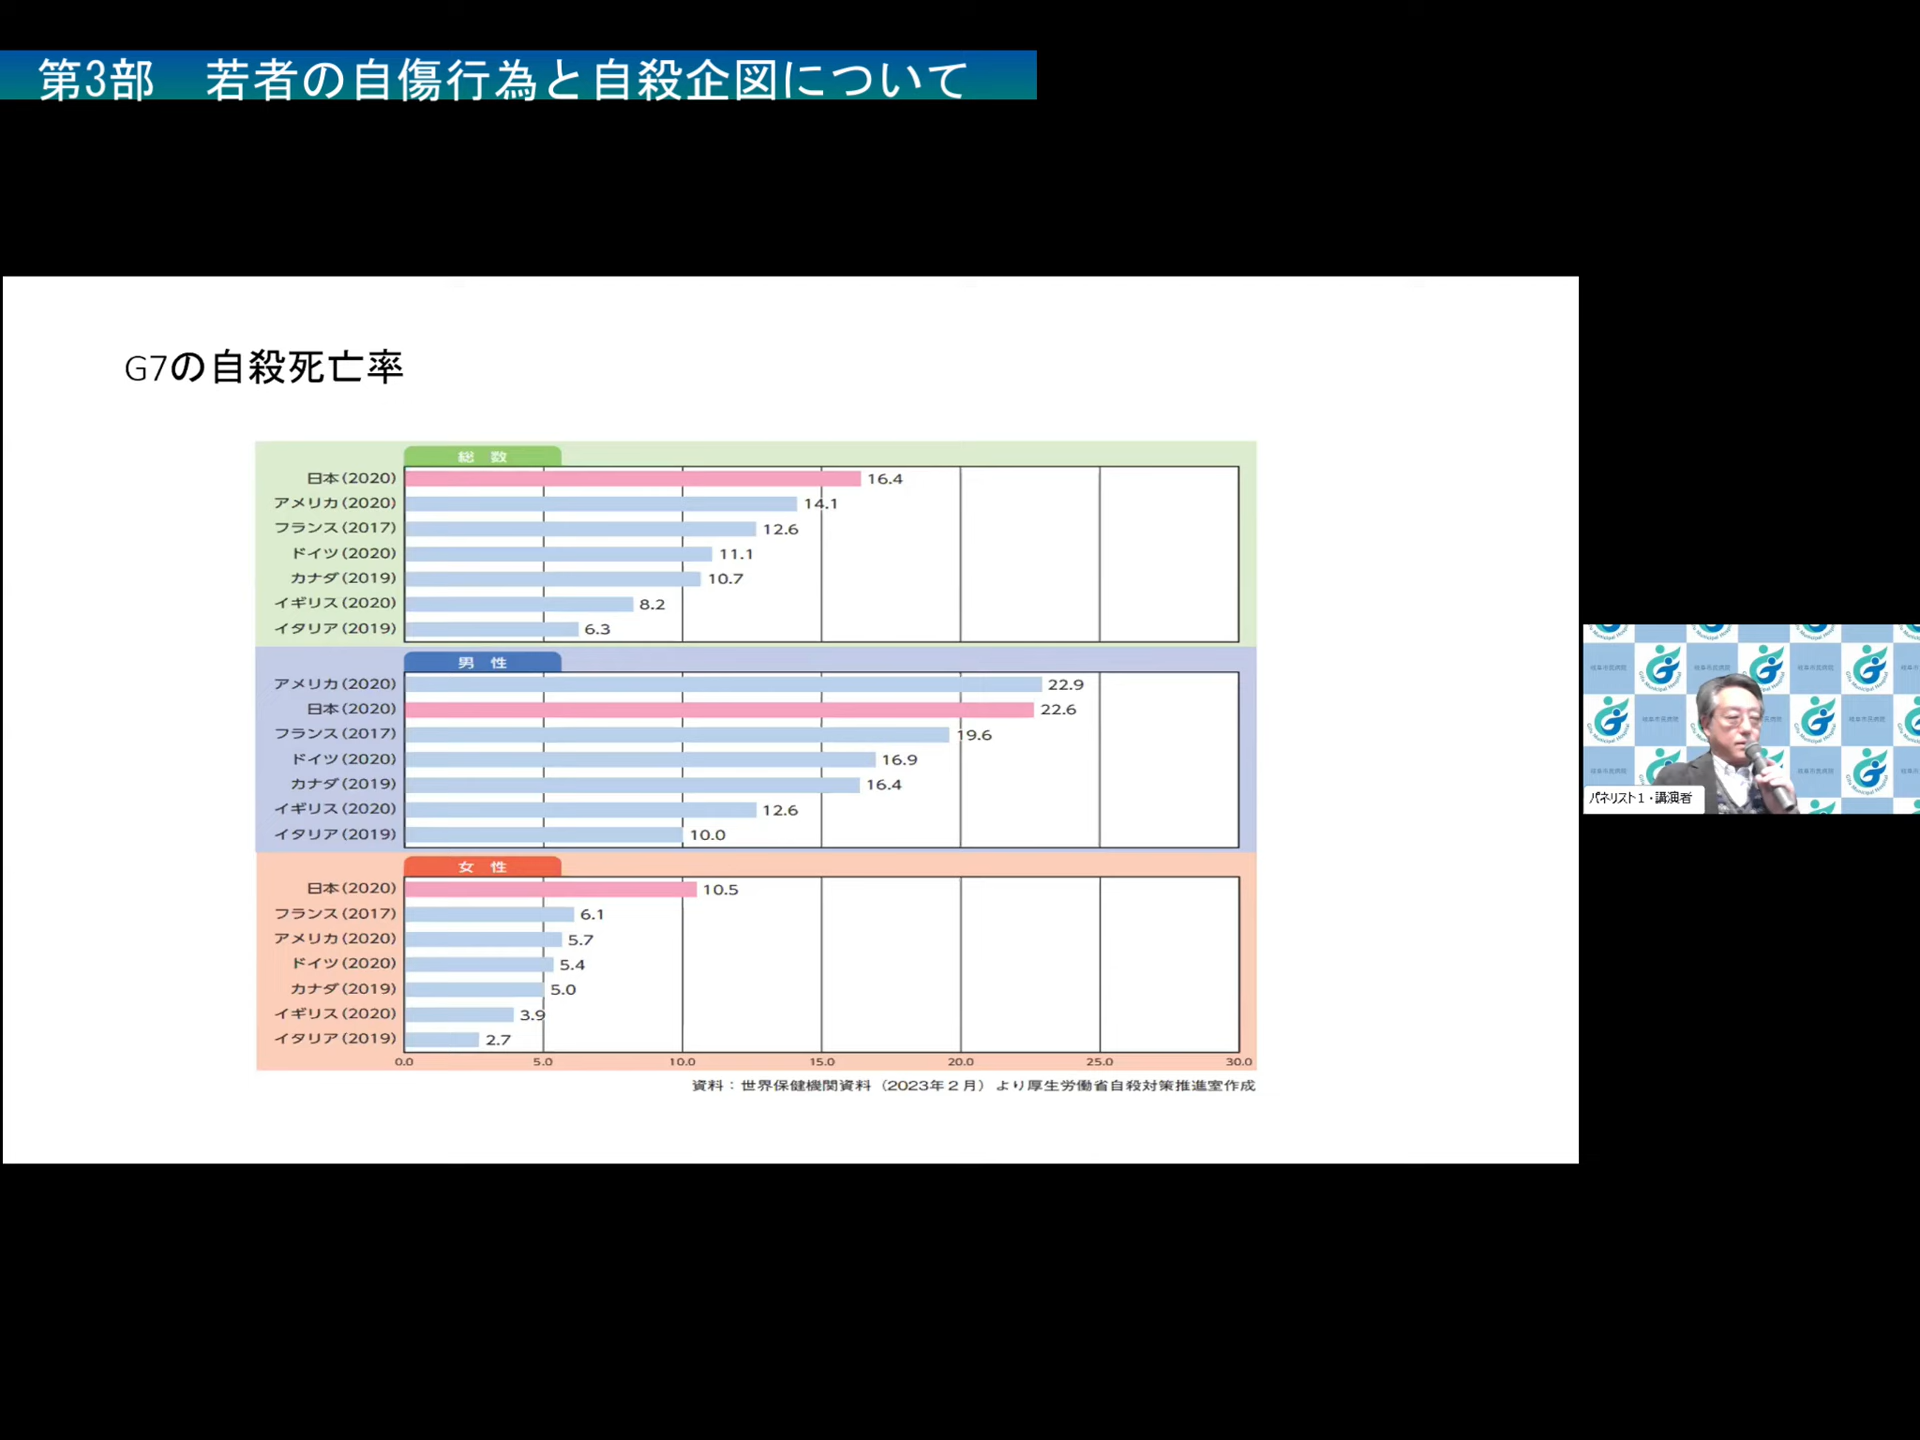 第3部　若者の自傷行為と自殺企図について
G7の自殺死亡率
総　数
日本(2020) 16.4
アメリカ(2020) 14.1
フランス(2017) 12.6
ドイツ(2020) 11.1
カナダ(2019) 10.7
イギリス(2020) 8.2
イタリア(2019) 6.3
男　性
アメリカ(2020) 22.9
日本(2020) 22.6
フランス(2017) 19.6
ドイツ(2020) 16.9
カナダ(2019) 16.4
イギリス(2020) 12.6
イタリア(2019) 10.0
女　性
日本(2020) 10.5
フランス(2017) 6.1
アメリカ(2020) 5.7
ドイツ(2020) 5.4
カナダ(2019) 5.0
イギリス(2020) 3.9
イタリア(2019) 2.7
0.0 5.0 10.0 15.0 20.0 25.0 30.0
資料：世界保健機関資料（2023年２月）より厚生労働省自殺対策推進室作成
岐阜市民病院
Gifu Municipal Hospital
パネリスト１・講演者